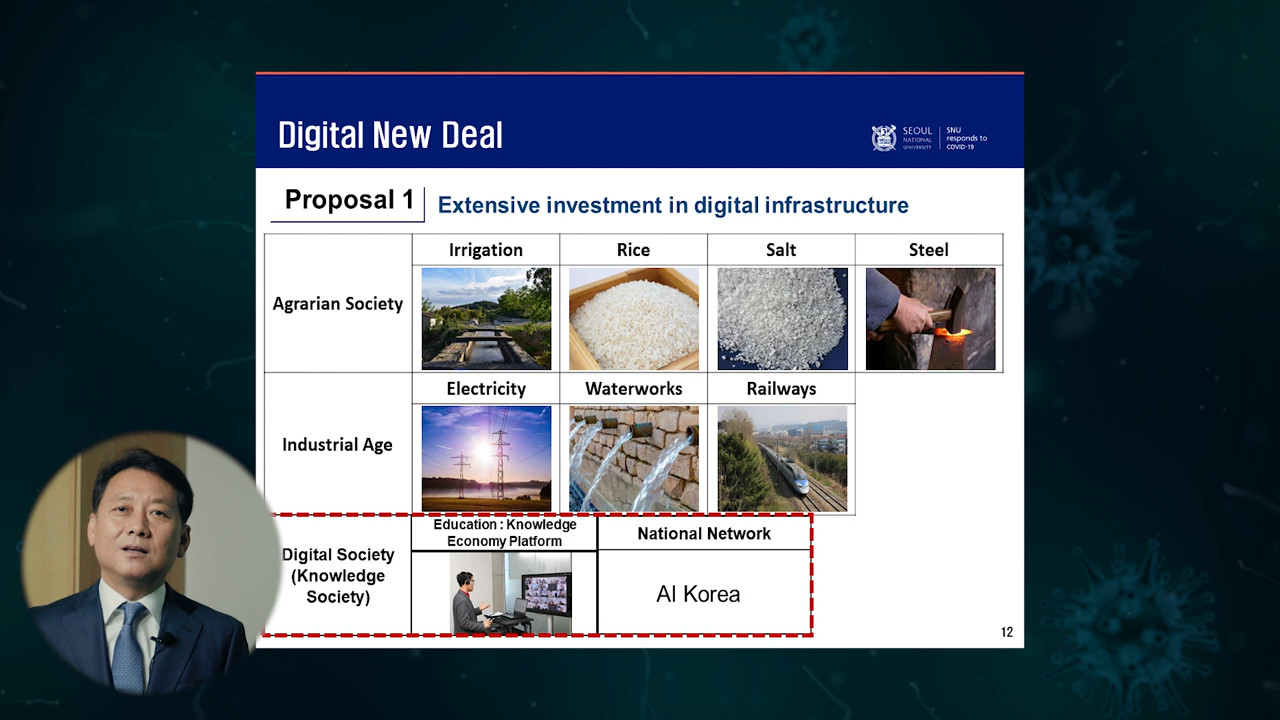 Digital New Deal
SEOUL
NATIONAL
UNIVERSITY
SNU
responds to
COVID-19
Proposal 1
Extensive investment in digital infrastructure
Irrigation
Rice
Salt
Steel
Agrarian Society
Electricity
Waterworks
Railways
Industrial Age
Education : Knowledge
Economy Platform
National Network
Digital Society
(Knowledge
Society)
AI Korea
12